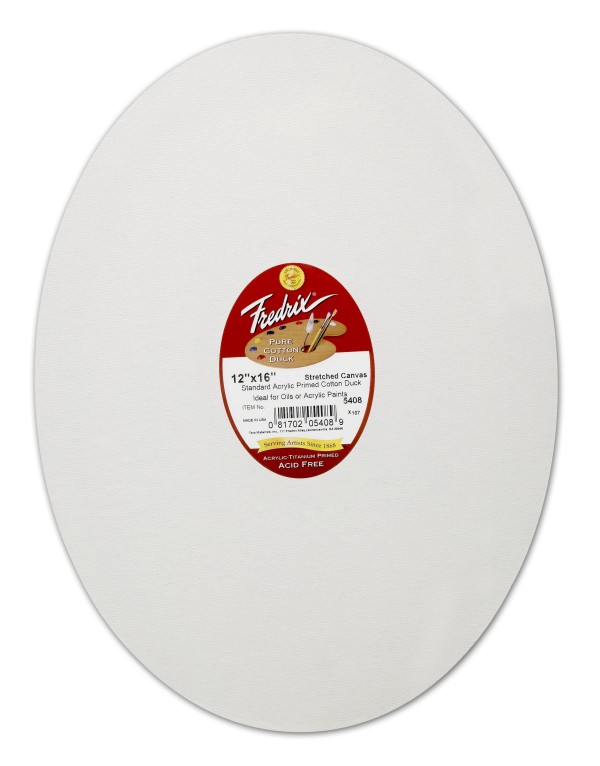 Fredrix®
PURE
COTTON
DUCK
12"x16" Stretched Canvas
Standard Acrylic Primed Cotton Duck
Ideal for Oils or Acrylic Paints
ITEM No. 5408
MADE IN USA X107
0 81702 05408 9
Serving Artists Since 1868
ACRYLIC-TITANIUM PRIMED
ACID FREE